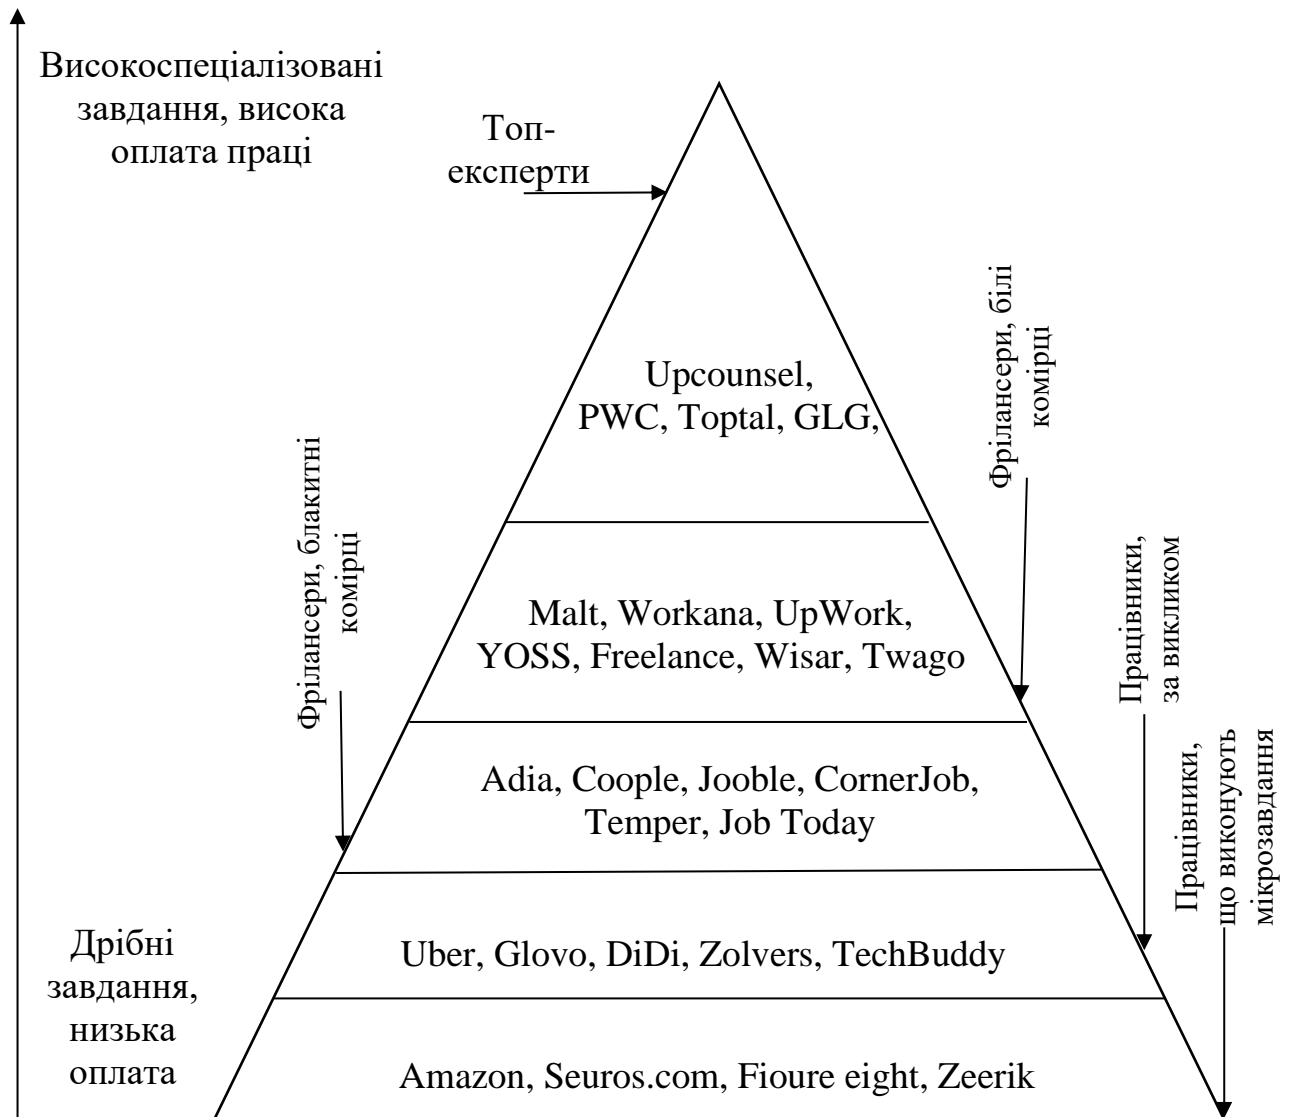 Високоспеціалізовані
завдання, висока
оплата праці
Топ-
експерти
Фрілансери, білі
комірці
Upcounsel,
PWC, Toptal, GLG,
Фрілансери, блакитні
комірці
Працівники,
за викликом
Malt, Workana, UpWork,
YOSS, Freelance, Wisar, Twago
Працівники,
що виконують
мікрозавдання
Adia, Coople, Jooble, CornerJob,
Temper, Job Today
Дрібні
завдання,
низька
оплата
Uber, Glovo, DiDi, Zolvers, TechBuddy
Amazon, Seuros.com, Fioure eight, Zeerik